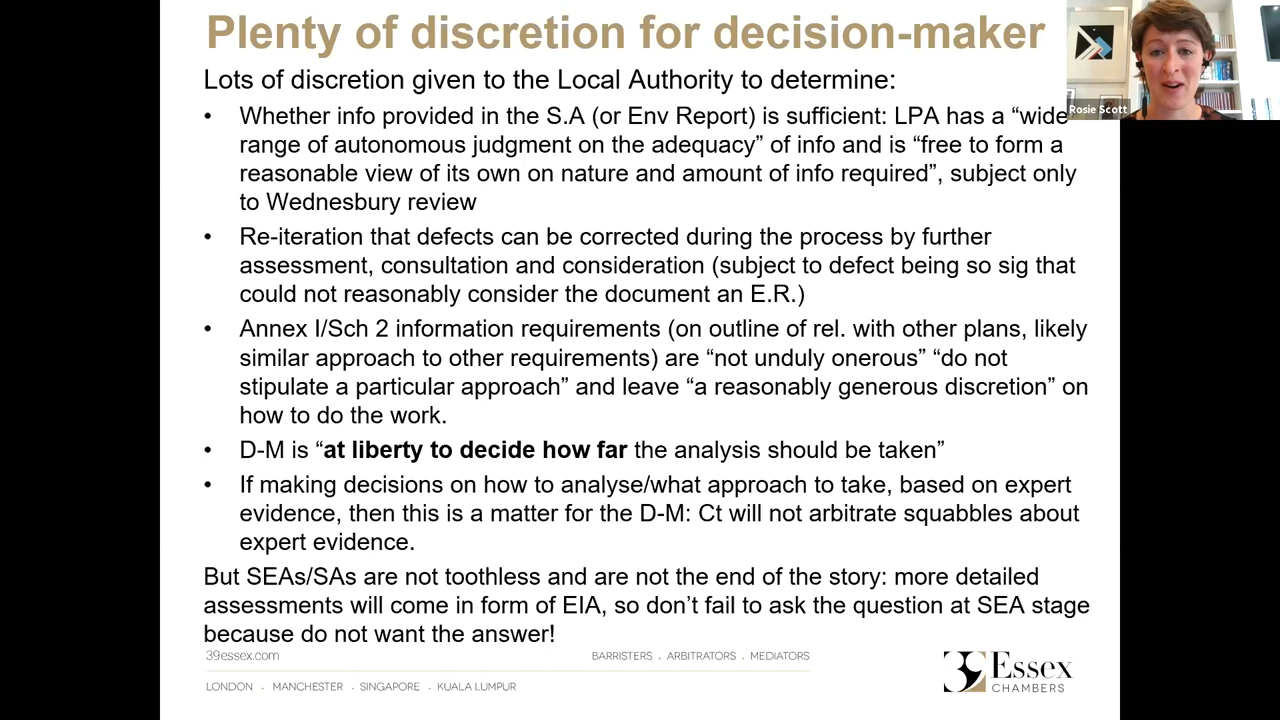 Plenty of discretion for decision-maker
Rosie Scott
Lots of discretion given to the Local Authority to determine:
• Whether info provided in the S.A (or Env Report) is sufficient: LPA has a “wide
range of autonomous judgment on the adequacy” of info and is “free to form a
reasonable view of its own on nature and amount of info required”, subject only
to Wednesbury review
• Re-iteration that defects can be corrected during the process by further
assessment, consultation and consideration (subject to defect being so sig that
could not reasonably consider the document an E.R.)
• Annex I/Sch 2 information requirements (on outline of rel. with other plans, likely
similar approach to other requirements) are “not unduly onerous” “do not
stipulate a particular approach” and leave “a reasonably generous discretion” on
how to do the work.
• D-M is “at liberty to decide how far the analysis should be taken”
• If making decisions on how to analyse/what approach to take, based on expert
evidence, then this is a matter for the D-M: Ct will not arbitrate squabbles about
expert evidence.
But SEAs/SAs are not toothless and are not the end of the story: more detailed
assessments will come in form of EIA, so don’t fail to ask the question at SEA stage
because do not want the answer!
39essex.com
BARRISTERS . ARBITRATORS . MEDIATORS
LONDON . MANCHESTER . SINGAPORE . KUALA LUMPUR
39 Essex
CHAMBERS